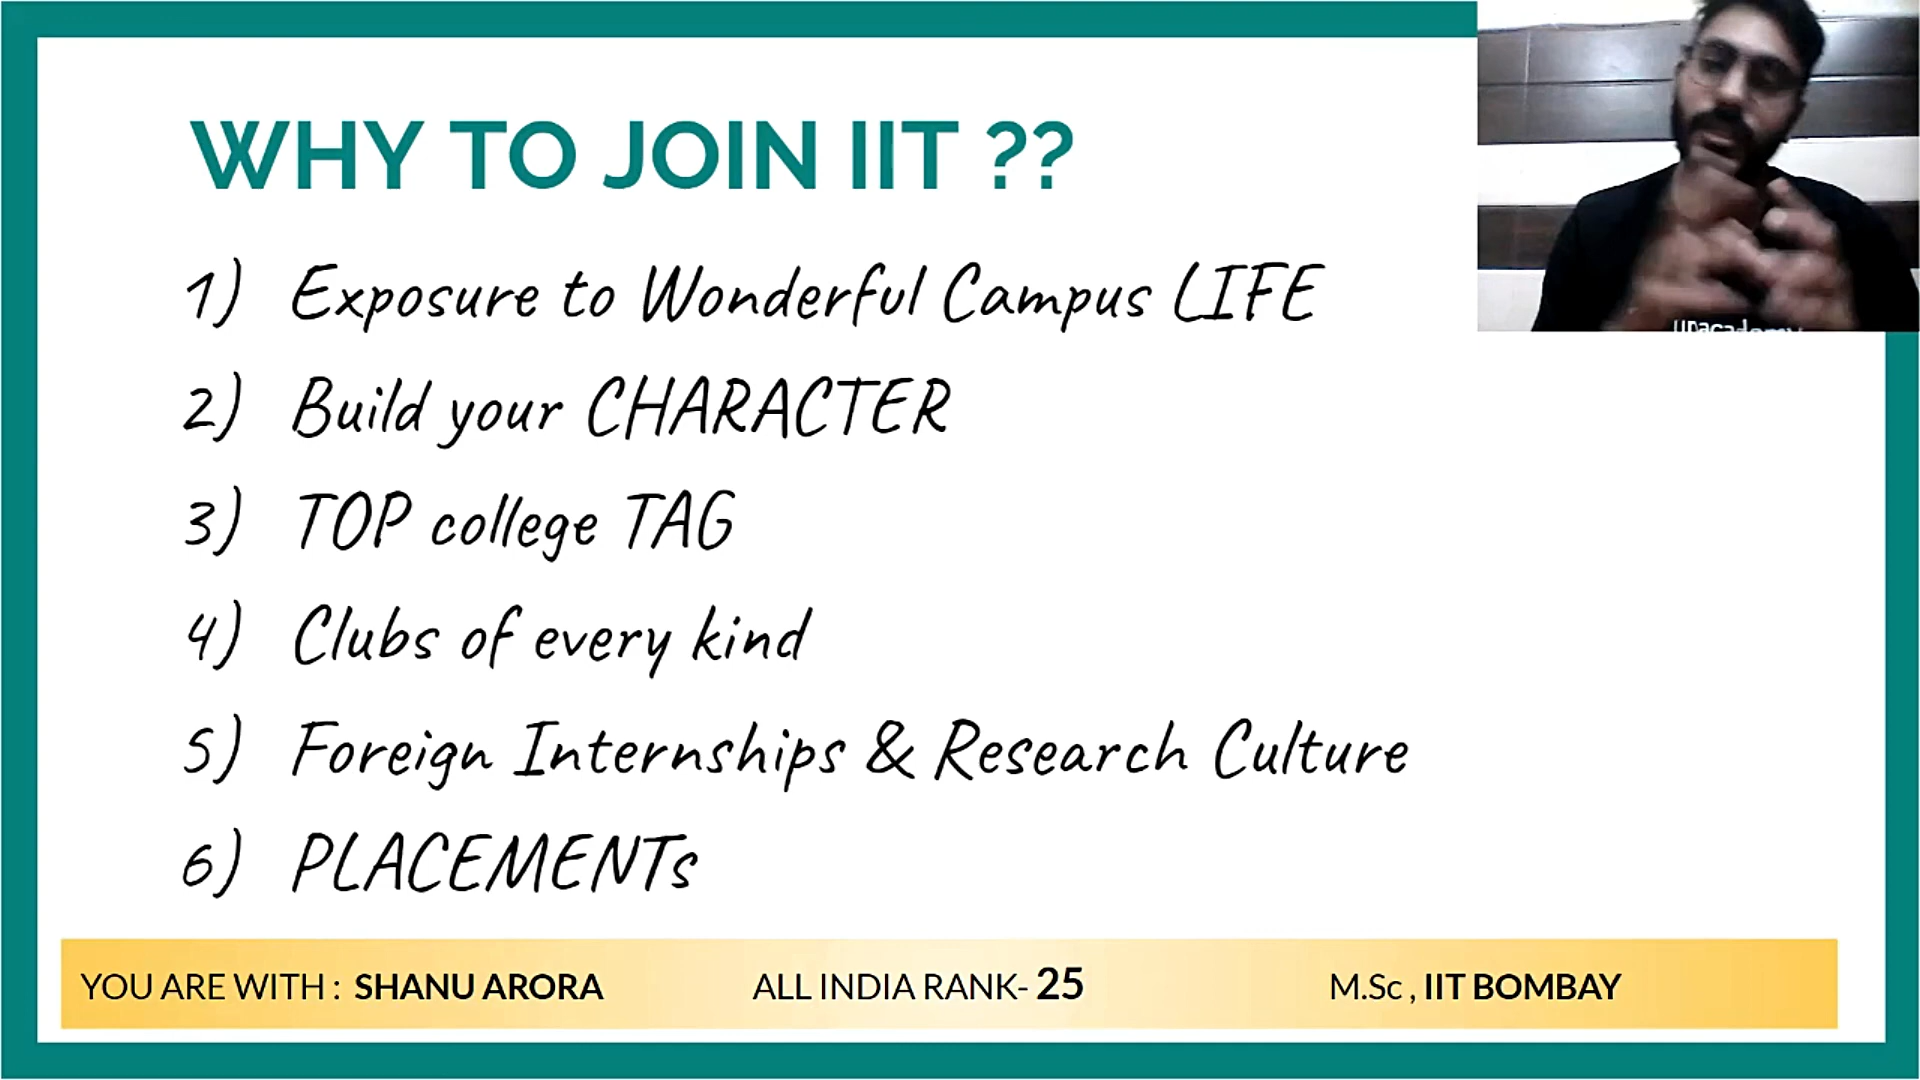 WHY TO JOIN IIT ??
1) Exposure to Wonderful Campus LIFE
2) Build your CHARACTER
3) TOP college TAG
4) Clubs of every kind
5) Foreign Internships & Research Culture
6) PLACEMENTs
unacademy
YOU ARE WITH : SHANU ARORA ALL INDIA RANK- 25 M.Sc , IIT BOMBAY